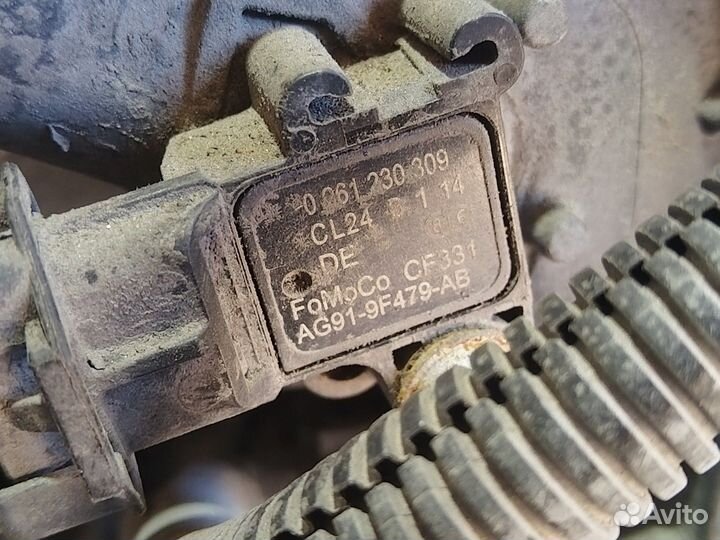 0 261 230 309
CL24 1 14
DE
FoMoCo CF331
AG91-9F479-AB
Avito